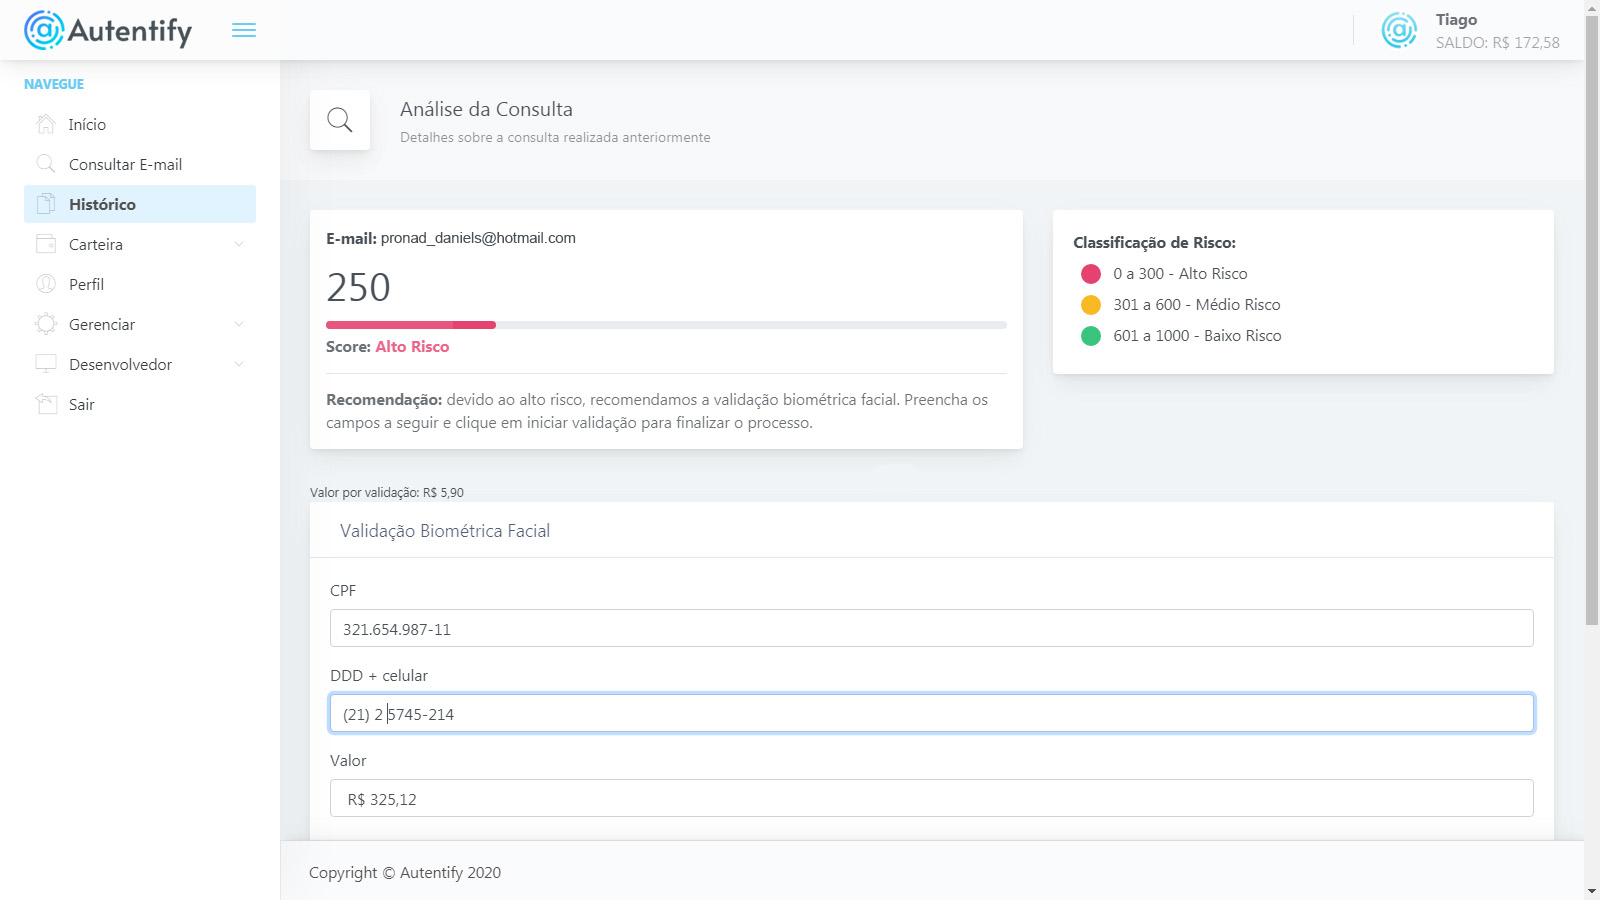 Autentify
Tiago
SALDO: R$ 172,58
NAVEGUE
Início
Consultar E-mail
Histórico
Carteira
Perfil
Gerenciar
Desenvolvedor
Sair
Análise da Consulta
Detalhes sobre a consulta realizada anteriormente
E-mail: pronad_daniels@hotmail.com
250
Score: Alto Risco
Recomendação: devido ao alto risco, recomendamos a validação biométrica facial. Preencha os
campos a seguir e clique em iniciar validação para finalizar o processo.
Classificação de Risco:
0 a 300 - Alto Risco
301 a 600 - Médio Risco
601 a 1000 - Baixo Risco
Valor por validação: R$ 5,90
Validação Biométrica Facial
CPF
321.654.987-11
DDD + celular
(21) 2 5745-214
Valor
R$ 325,12
Copyright © Autentify 2020